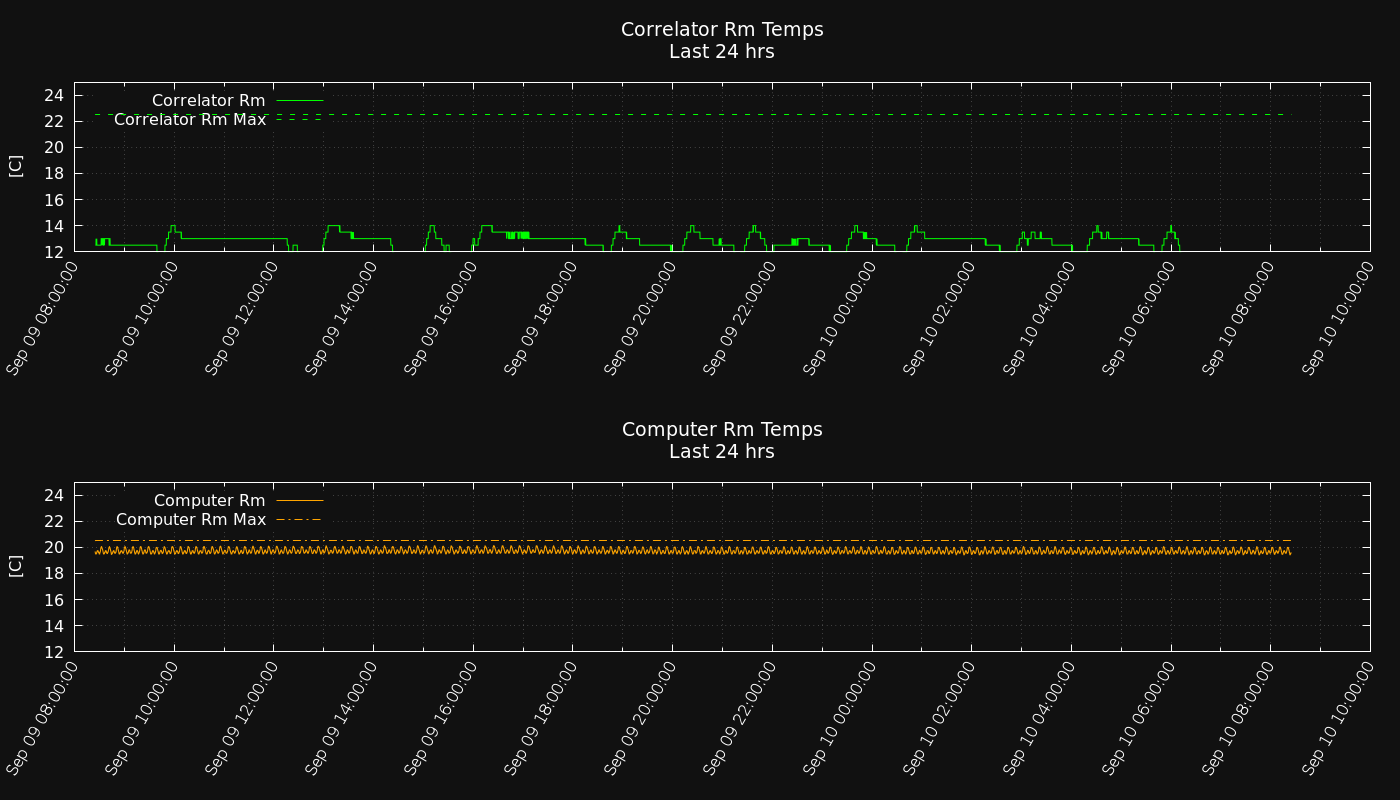 Correlator Rm Temps
Last 24 hrs
24
22
20
18
16
14
12
[C]
Correlator Rm
Correlator Rm Max
Sep 09 08:00:00
Sep 09 10:00:00
Sep 09 12:00:00
Sep 09 14:00:00
Sep 09 16:00:00
Sep 09 18:00:00
Sep 09 20:00:00
Sep 09 22:00:00
Sep 10 00:00:00
Sep 10 02:00:00
Sep 10 04:00:00
Sep 10 06:00:00
Sep 10 08:00:00
Sep 10 10:00:00
Computer Rm Temps
Last 24 hrs
24
22
20
18
16
14
12
[C]
Computer Rm
Computer Rm Max
Sep 09 08:00:00
Sep 09 10:00:00
Sep 09 12:00:00
Sep 09 14:00:00
Sep 09 16:00:00
Sep 09 18:00:00
Sep 09 20:00:00
Sep 09 22:00:00
Sep 10 00:00:00
Sep 10 02:00:00
Sep 10 04:00:00
Sep 10 06:00:00
Sep 10 08:00:00
Sep 10 10:00:00